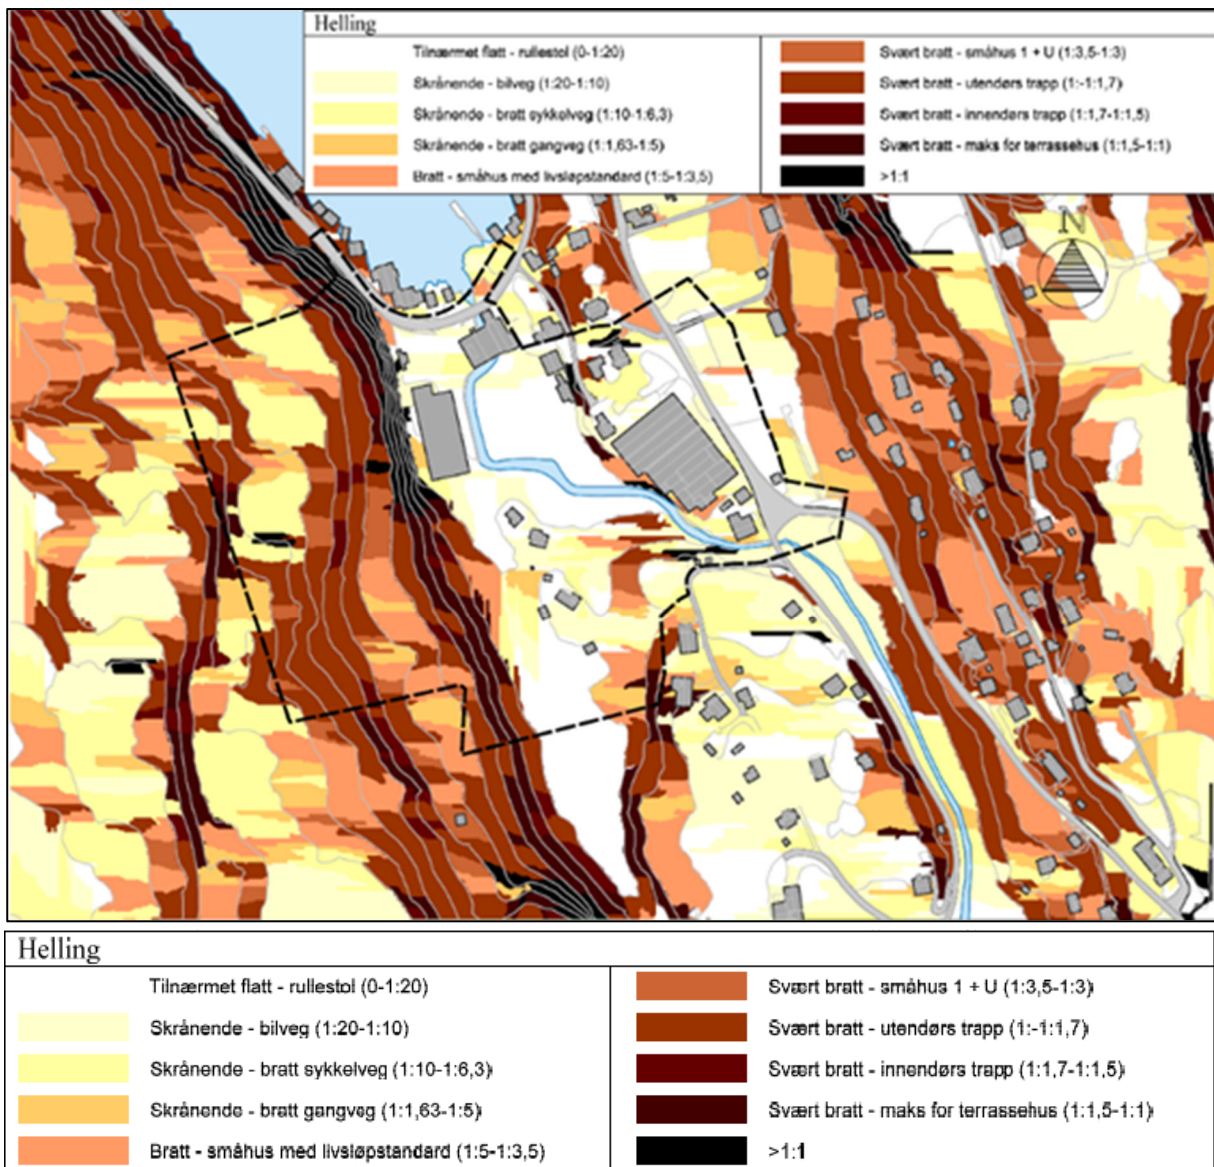 Helling
Tilnærmet flatt - rullestol (0-1:20)
Skrånende - bilveg (1:20-1:10)
Skrånende - bratt sykkelveg (1:10-1:6,3)
Skrånende - bratt gangveg (1:1,63-1:5)
Bratt - småhus med livsløpstandard (1:5-1:3,5)
Svært bratt - småhus 1 + U (1:3,5-1:3)
Svært bratt - utendørs trapp (1:-1:1,7)
Svært bratt - innendørs trapp (1:1,7-1:1,5)
Svært bratt - maks for terrassehus (1:1,5-1:1)
>1:1
N
Helling
Tilnærmet flatt - rullestol (0-1:20)
Skrånende - bilveg (1:20-1:10)
Skrånende - bratt sykkelveg (1:10-1:6,3)
Skrånende - bratt gangveg (1:1,63-1:5)
Bratt - småhus med livsløpstandard (1:5-1:3,5)
Svært bratt - småhus 1 + U (1:3,5-1:3)
Svært bratt - utendørs trapp (1:-1:1,7)
Svært bratt - innendørs trapp (1:1,7-1:1,5)
Svært bratt - maks for terrassehus (1:1,5-1:1)
>1:1